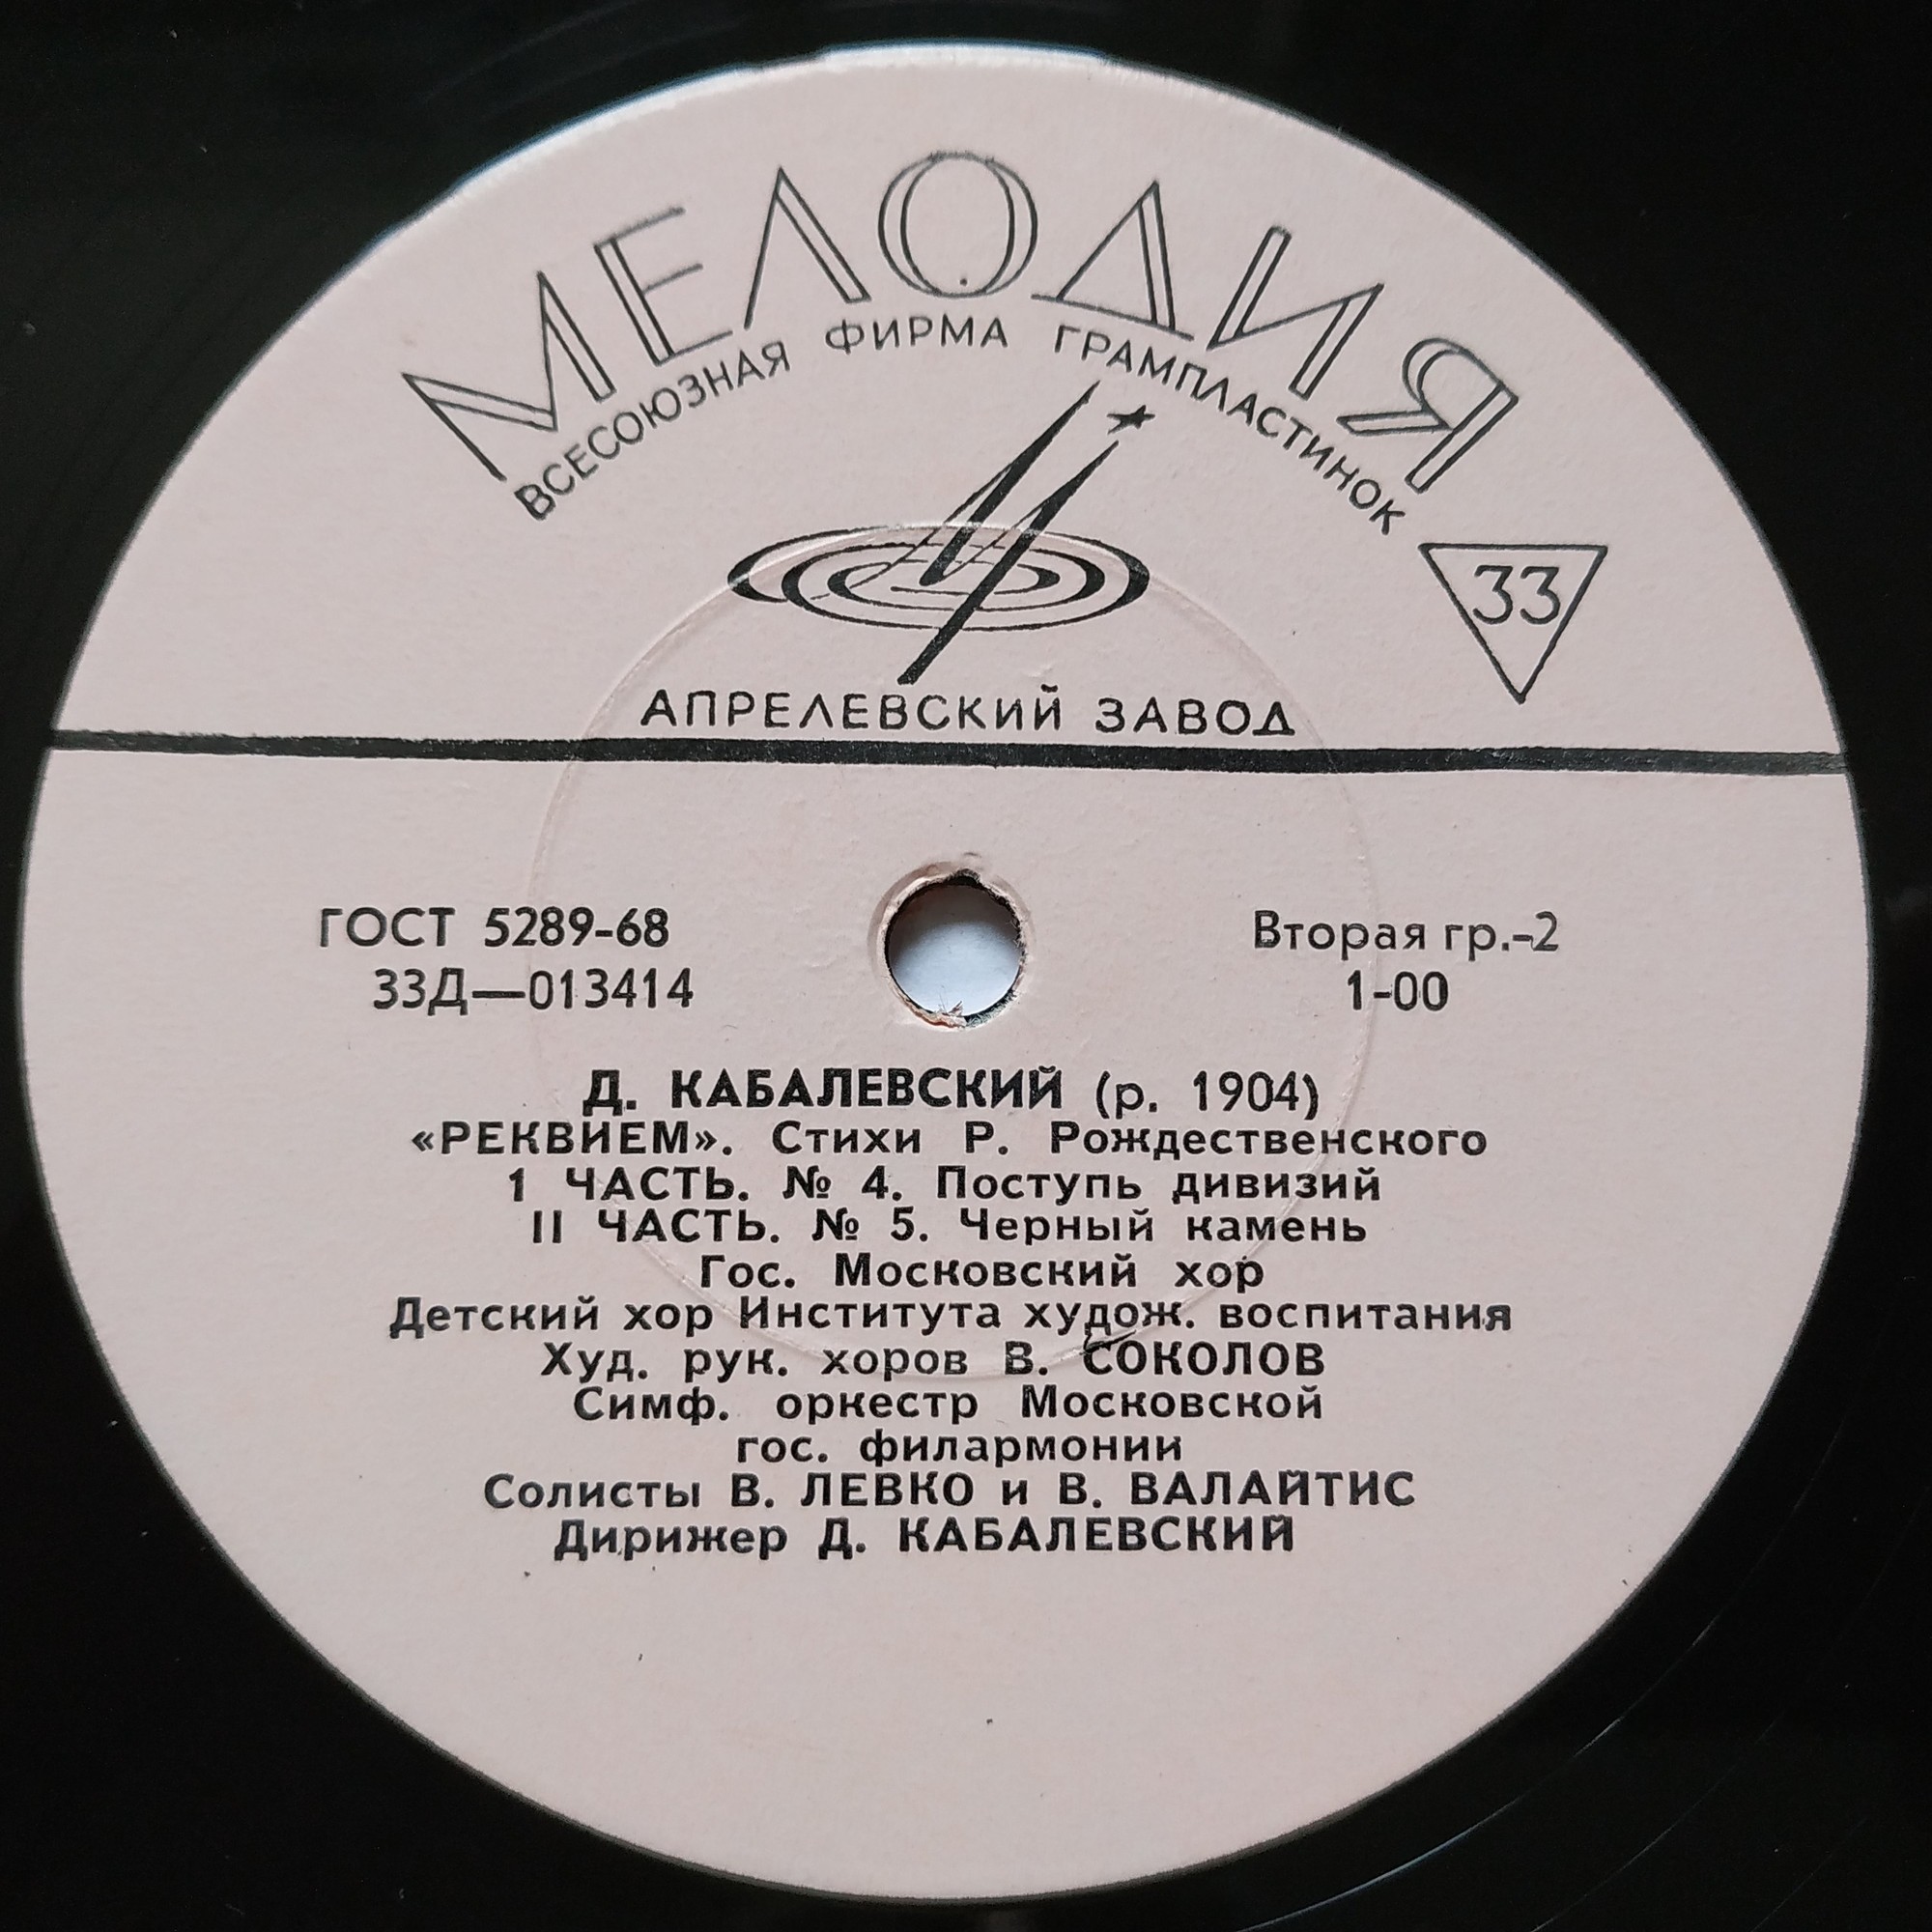 МЕЛОДИЯ
ВСЕСОЮЗНАЯ ФИРМА ГРАМПЛАСТИНОК
33
АПРЕЛЕВСКИЙ ЗАВОД
ГОСТ 5289-68
Вторая гр.-2
33Д—013414
1-00
Д. КАБАЛЕВСКИЙ (р. 1904)
«РЕКВИЕМ». Стихи Р. Рождественского
1 ЧАСТЬ. № 4. Поступь дивизий
II ЧАСТЬ. № 5. Черный камень
Гос. Московский хор
Детский хор Института худож. воспитания
Худ. рук. хоров В. СОКОЛОВ
Симф. оркестр Московской
гос. филармонии
Солисты В. ЛЕВКО и В. ВАЛАЙТИС
Дирижер Д. КАБАЛЕВСКИЙ